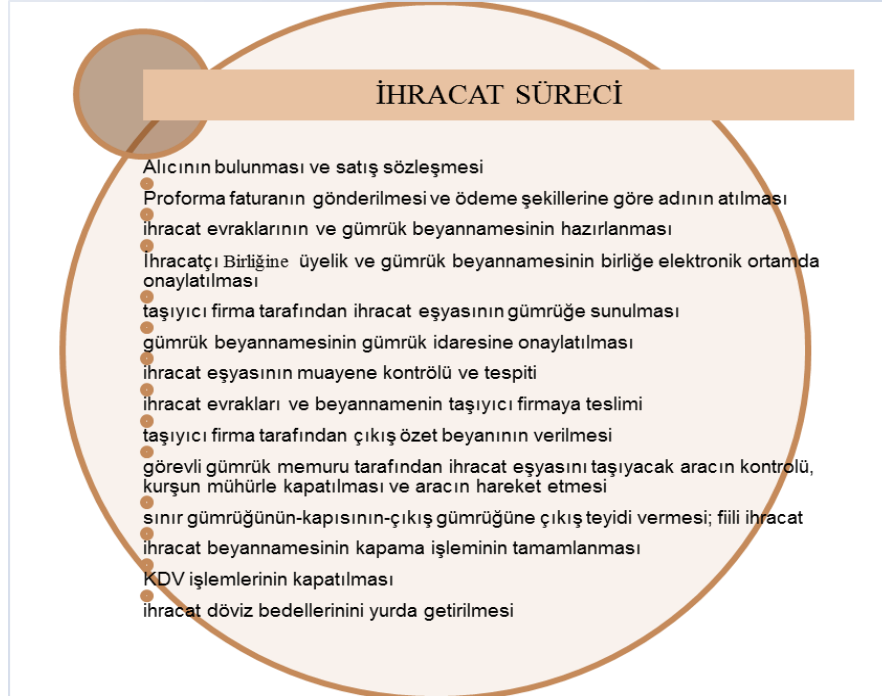 İHRACAT SÜRECİ
Alıcının bulunması ve satış sözleşmesi
Proforma faturanın gönderilmesi ve ödeme şekillerine göre adının atılması
ihracat evraklarının ve gümrük beyannamesinin hazırlanması
İhracatçı Birliğine üyelik ve gümrük beyannamesinin birliğe elektronik ortamda
onaylatılması
taşıyıcı firma tarafından ihracat eşyasının gümrüğe sunulması
gümrük beyannamesinin gümrük idaresine onaylatılması
ihracat eşyasının muayene kontrölü ve tespiti
ihracat evrakları ve beyannamenin taşıyıcı firmaya teslimi
taşıyıcı firma tarafından çıkış özet beyanının verilmesi
görevli gümrük memuru tarafından ihracat eşyasını taşıyacak aracın kontrolü,
kurşun mühürle kapatılması ve aracın hareket etmesi
sınır gümrüğünün-kapısının-çıkış gümrüğüne çıkış teyidi vermesi; fiili ihracat
ihracat beyannamesinin kapama işleminin tamamlanması
KDV işlemlerinin kapatılması
ihracat döviz bedellerinini yurda getirilmesi